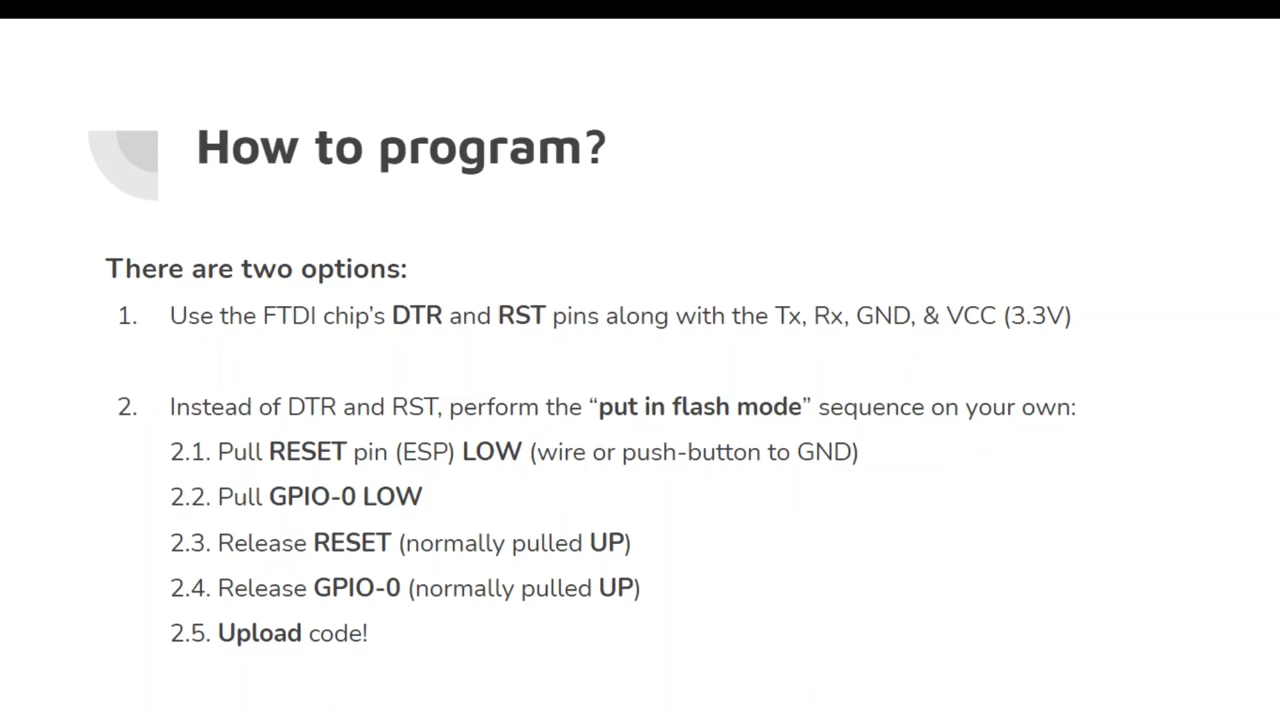 How to program?
There are two options:
1. Use the FTDI chip's DTR and RST pins along with the Tx, Rx, GND, & VCC (3.3V)
2. Instead of DTR and RST, perform the “put in flash mode” sequence on your own:
2.1. Pull RESET pin (ESP) LOW (wire or push-button to GND)
2.2. Pull GPIO-0 LOW
2.3. Release RESET (normally pulled UP)
2.4. Release GPIO-0 (normally pulled UP)
2.5. Upload code!